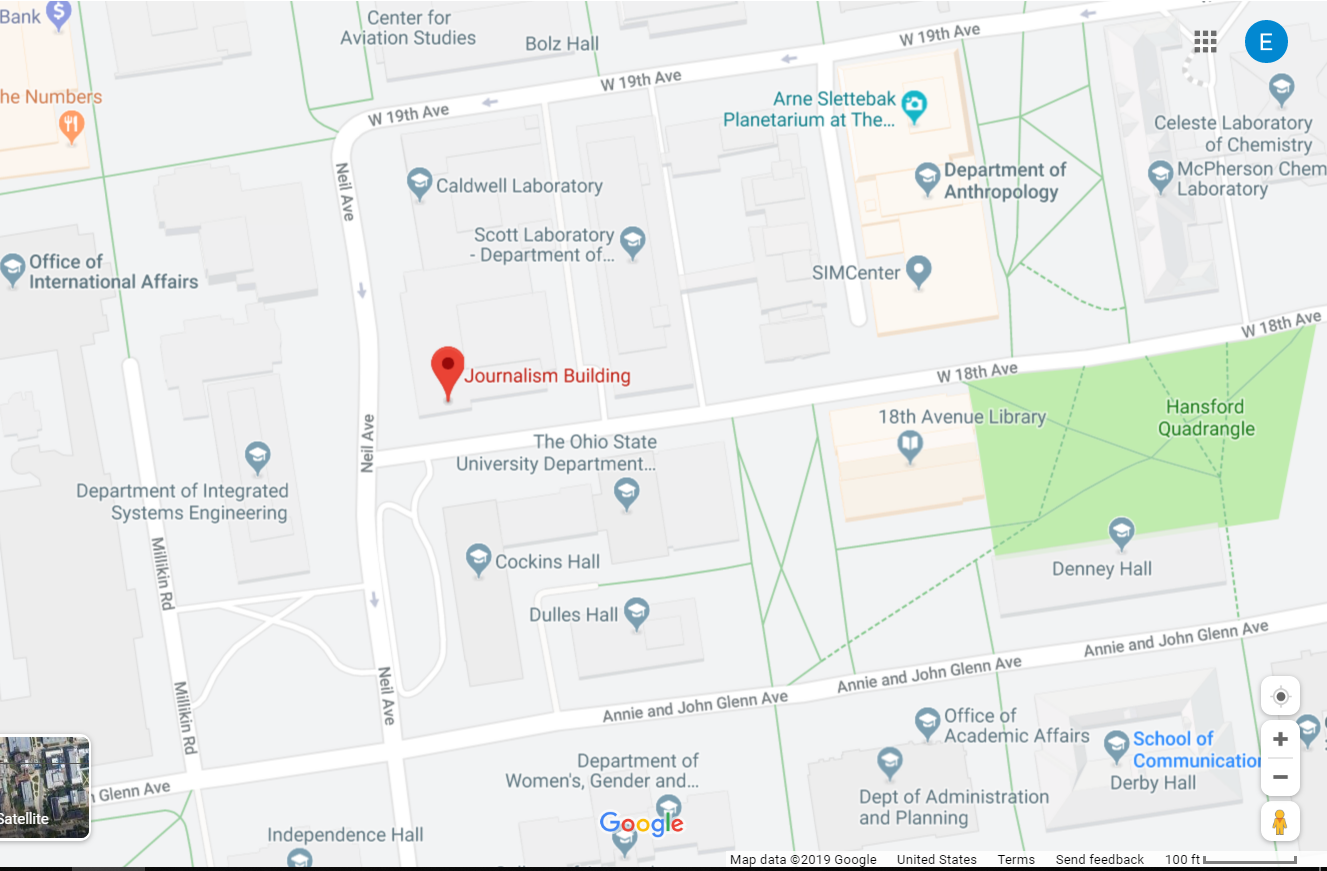 Bank
Center for
Aviation Studies
Bolz Hall
W 19th Ave
W 19th Ave
W 19th Ave
E
he Numbers
Arne Slettebak
Planetarium at The...
Celeste Laboratory
of Chemistry
McPherson Chem
Laboratory
Department of
Anthropology
Neil Ave
Caldwell Laboratory
Scott Laboratory
- Department of...
Office of
International Affairs
SIMCenter
W 18th Ave
W 18th Ave
Journalism Building
Hansford
Quadrangle
18th Avenue Library
Neil Ave
The Ohio State
University Department...
Department of Integrated
Systems Engineering
Cockins Hall
Denney Hall
Millikin Rd
Dulles Hall
Annie and John Glenn Ave
Annie and John Glenn Ave
Annie and John Glenn Ave
Neil Ave
Millikin Rd
Office of
Academic Affairs
School of
Communication
Derby Hall
Department of
Women's, Gender and...
n Glenn Ave
Dept of Administration
and Planning
Satellite
Independence Hall
Google
Map data ©2019 Google United States Terms Send feedback 100 ft